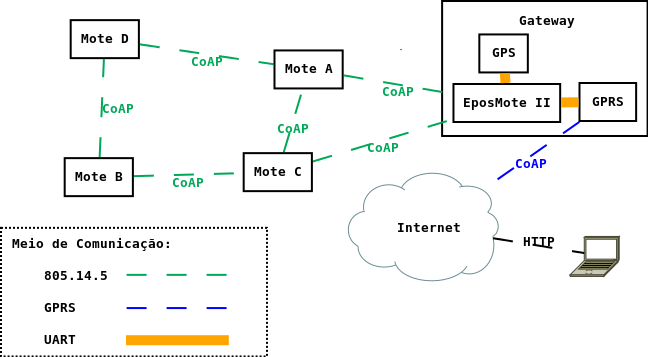 Gateway
Mote D
GPS
CoAP
Mote A
CoAP
EposMote II
GPRS
CoAP
CoAP
CoAP
CoAP
Mote C
Mote B
CoAP
CoAP
Internet
HTTP
Meio de Comunicação:
805.14.5
GPRS
UART